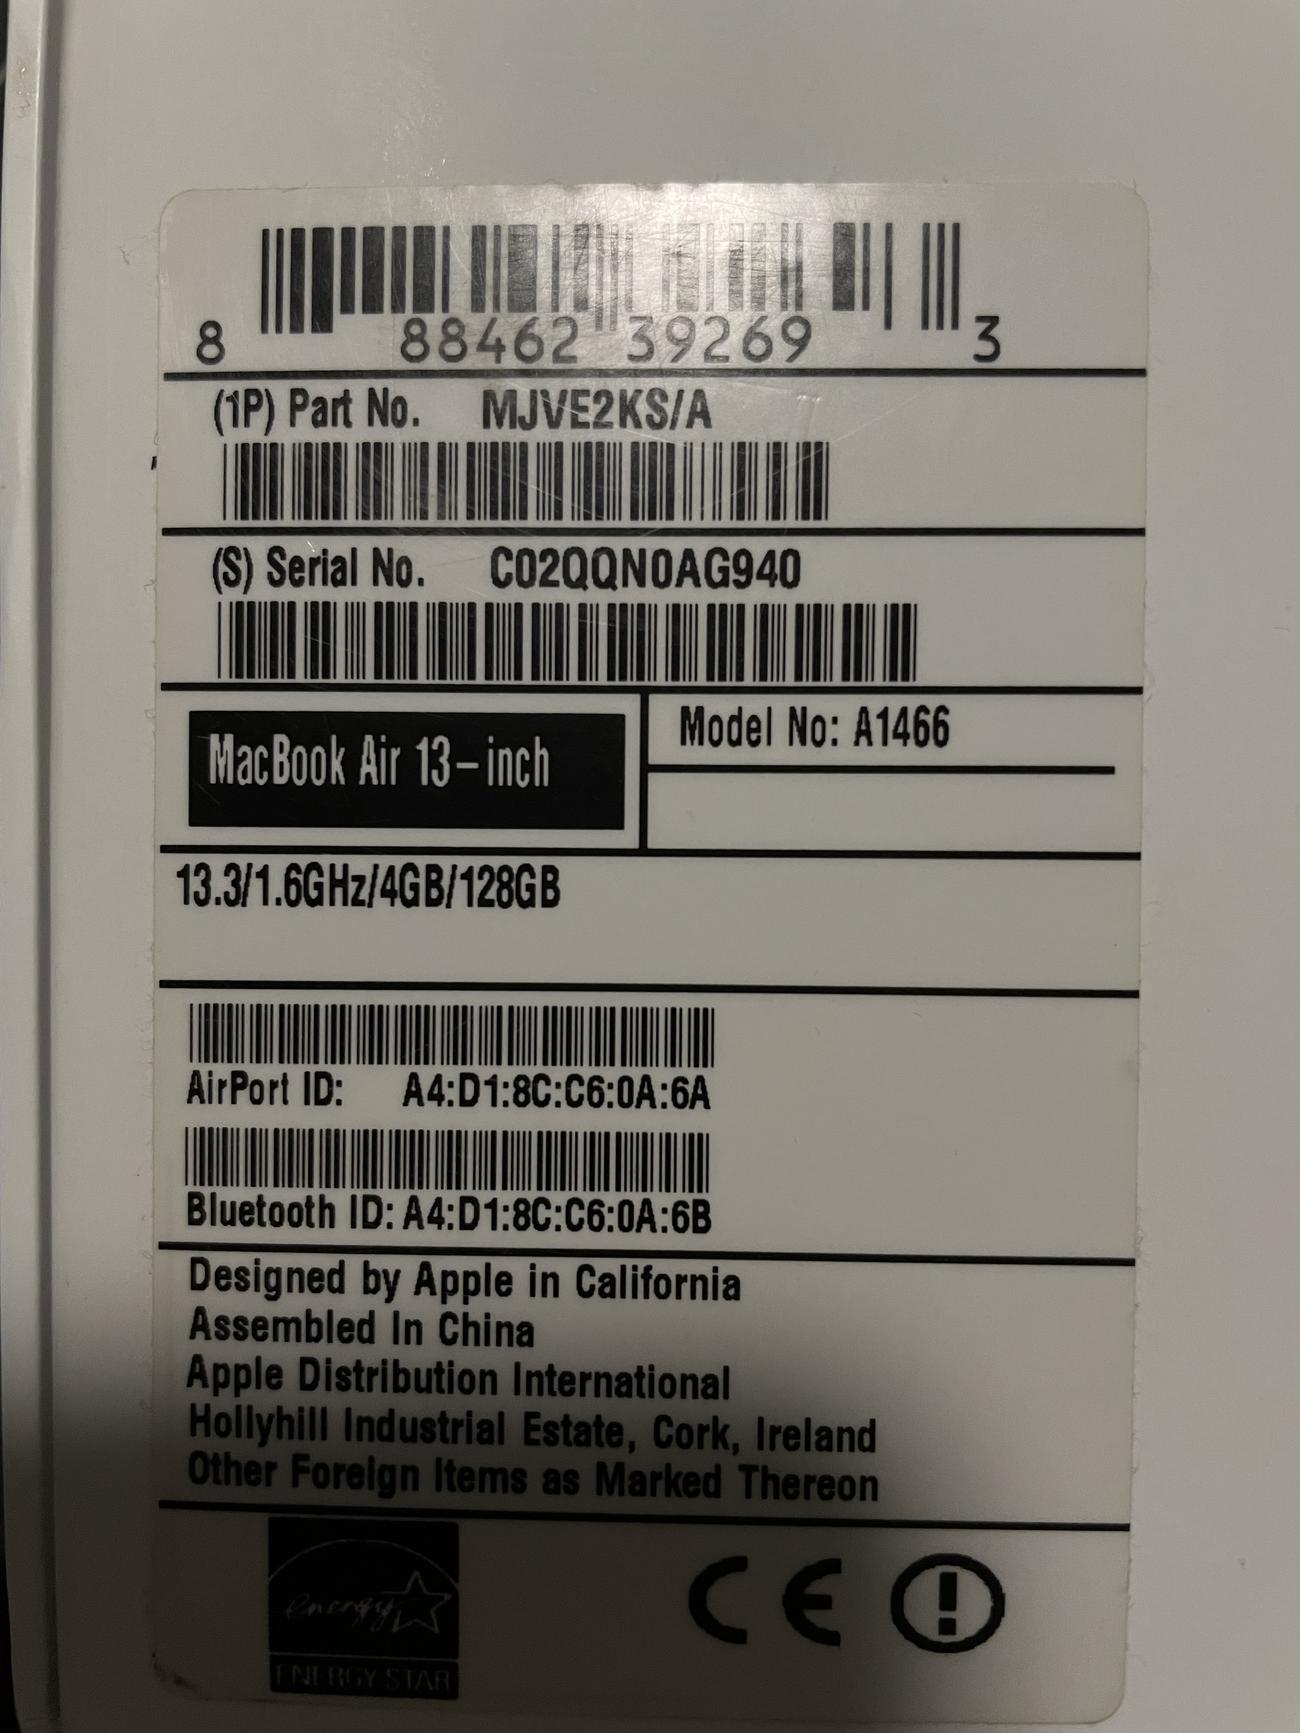 8 88462 39269 3
(1P) Part No. MJVE2KS/A
(S) Serial No. C02QQN0AG940
MacBook Air 13-inch
Model No: A1466
13.3/1.6GHz/4GB/128GB
AirPort ID: A4:D1:8C:C6:0A:6A
Bluetooth ID: A4:D1:8C:C6:0A:6B
Designed by Apple in California
Assembled In China
Apple Distribution International
Hollyhill Industrial Estate, Cork, Ireland
Other Foreign Items as Marked Thereon
energy
CE
ENERGY STAR